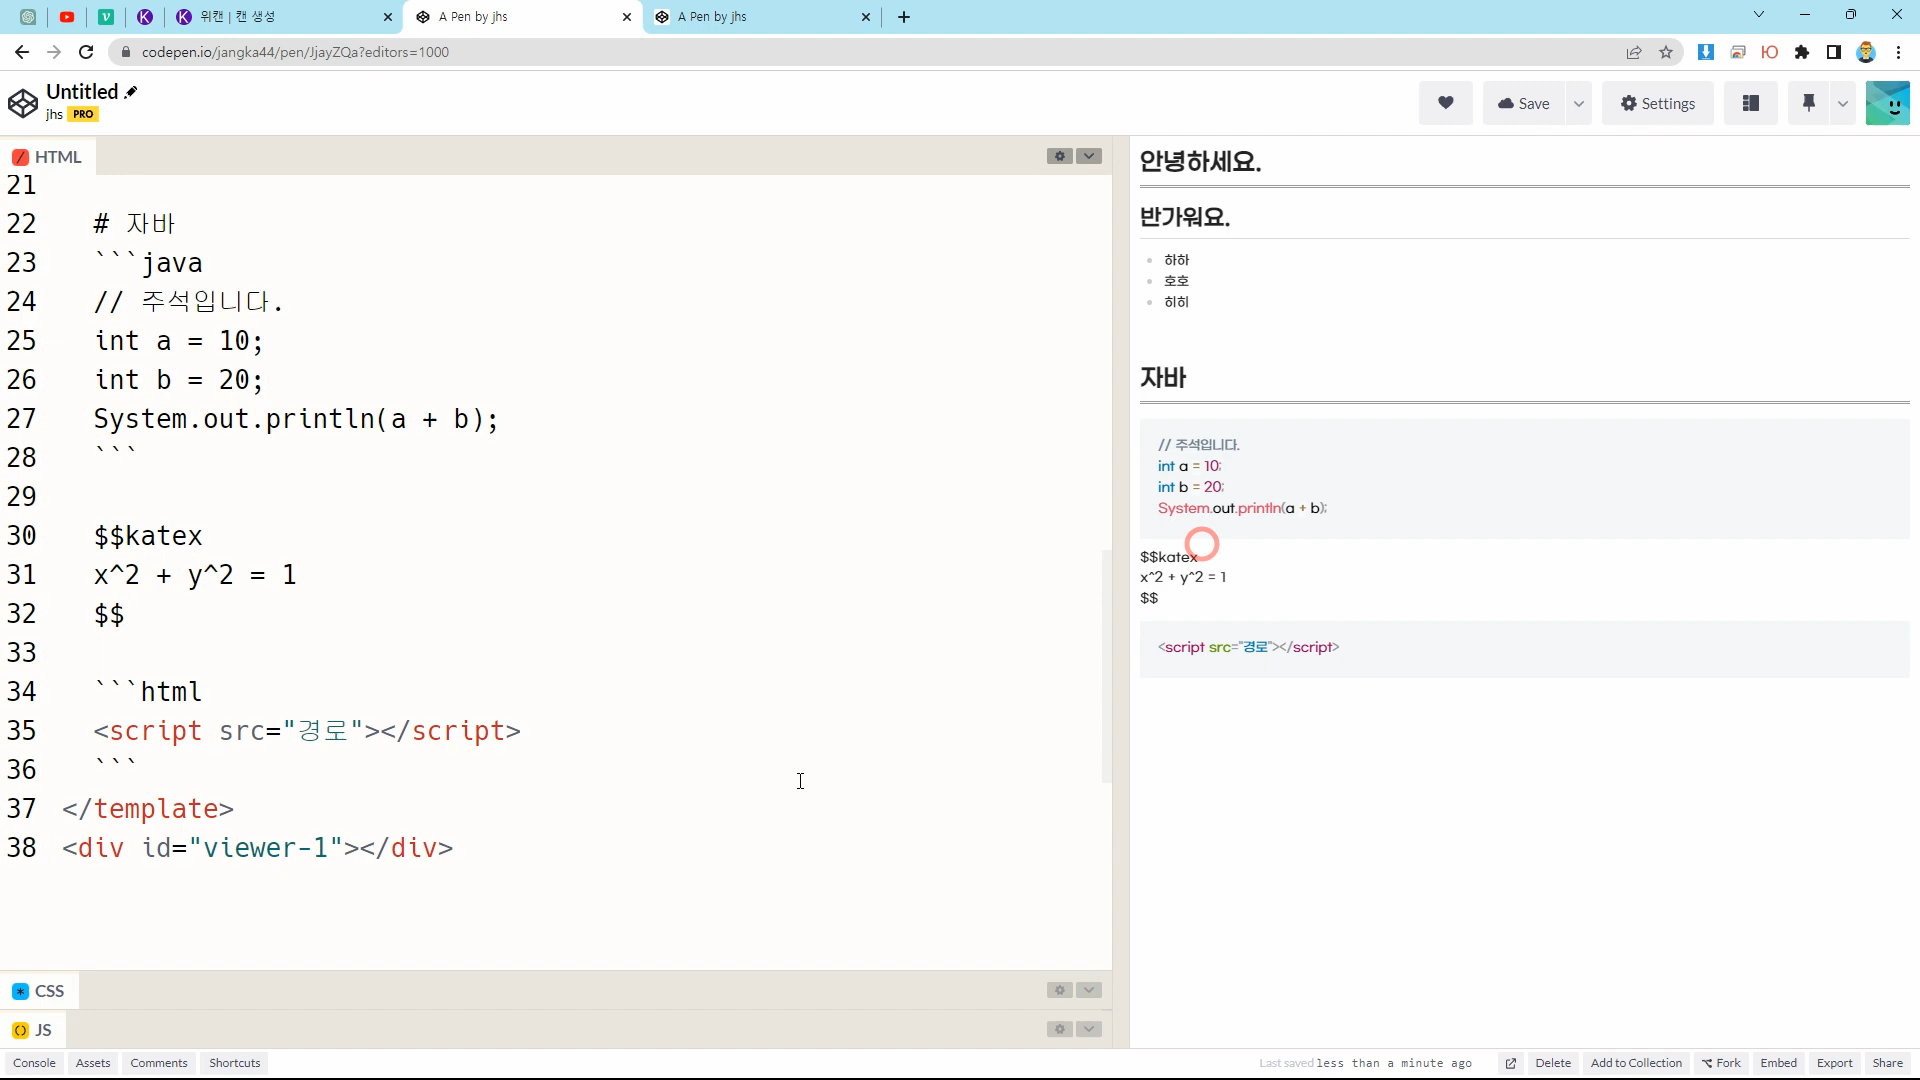 위캔 | 캔 생성
A Pen by jhs
A Pen by jhs
codepen.io/jangka44/pen/JjayZQa?editors=1000
Untitled
jhs PRO
Save
Settings
HTML
21
22 # 자바
23 ```java
24 // 주석입니다.
25 int a = 10;
26 int b = 20;
27 System.out.println(a + b);
28 ```
29
30 $$katex
31 x^2 + y^2 = 1
32 $$
33
34 ```html
35 <script src="경로"></script>
36 ```
37 </template>
38 <div id="viewer-1"></div>
CSS
JS
안녕하세요.
반가워요.
하하
호호
히히
자바
// 주석입니다.
int a = 10;
int b = 20;
System.out.println(a + b);
$$katex
x^2 + y^2 = 1
$$
<script src="경로"></script>
Console Assets Comments Shortcuts
Last saved less than a minute ago
Delete Add to Collection Fork Embed Export Share